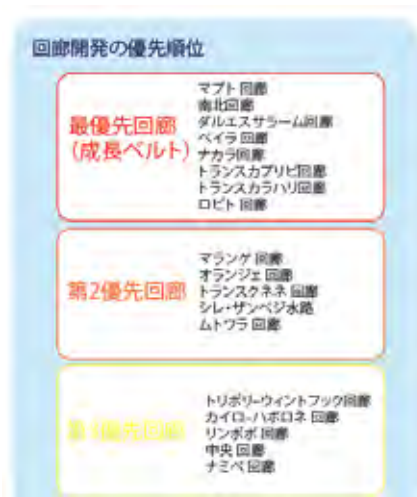 回廊開発の優先順位
最優先回廊
(成長ベルト)
マプト 回廊
南北回廊
ダルエスサラーム回廊
ベイラ 回廊
ナカラ回廊
トランスカプリビ回廊
トランスカラハリ回廊
ロビト 回廊
第2優先回廊
マランゲ 回廊
オランジェ 回廊
トランスクネネ 回廊
シレ・ザンベジ水路
ムトワラ 回廊
第3優先回廊
トリポリ-ウィントフック回廊
カイロ-ハボロネ 回廊
リンポポ 回廊
中央 回廊
ナミベ 回廊